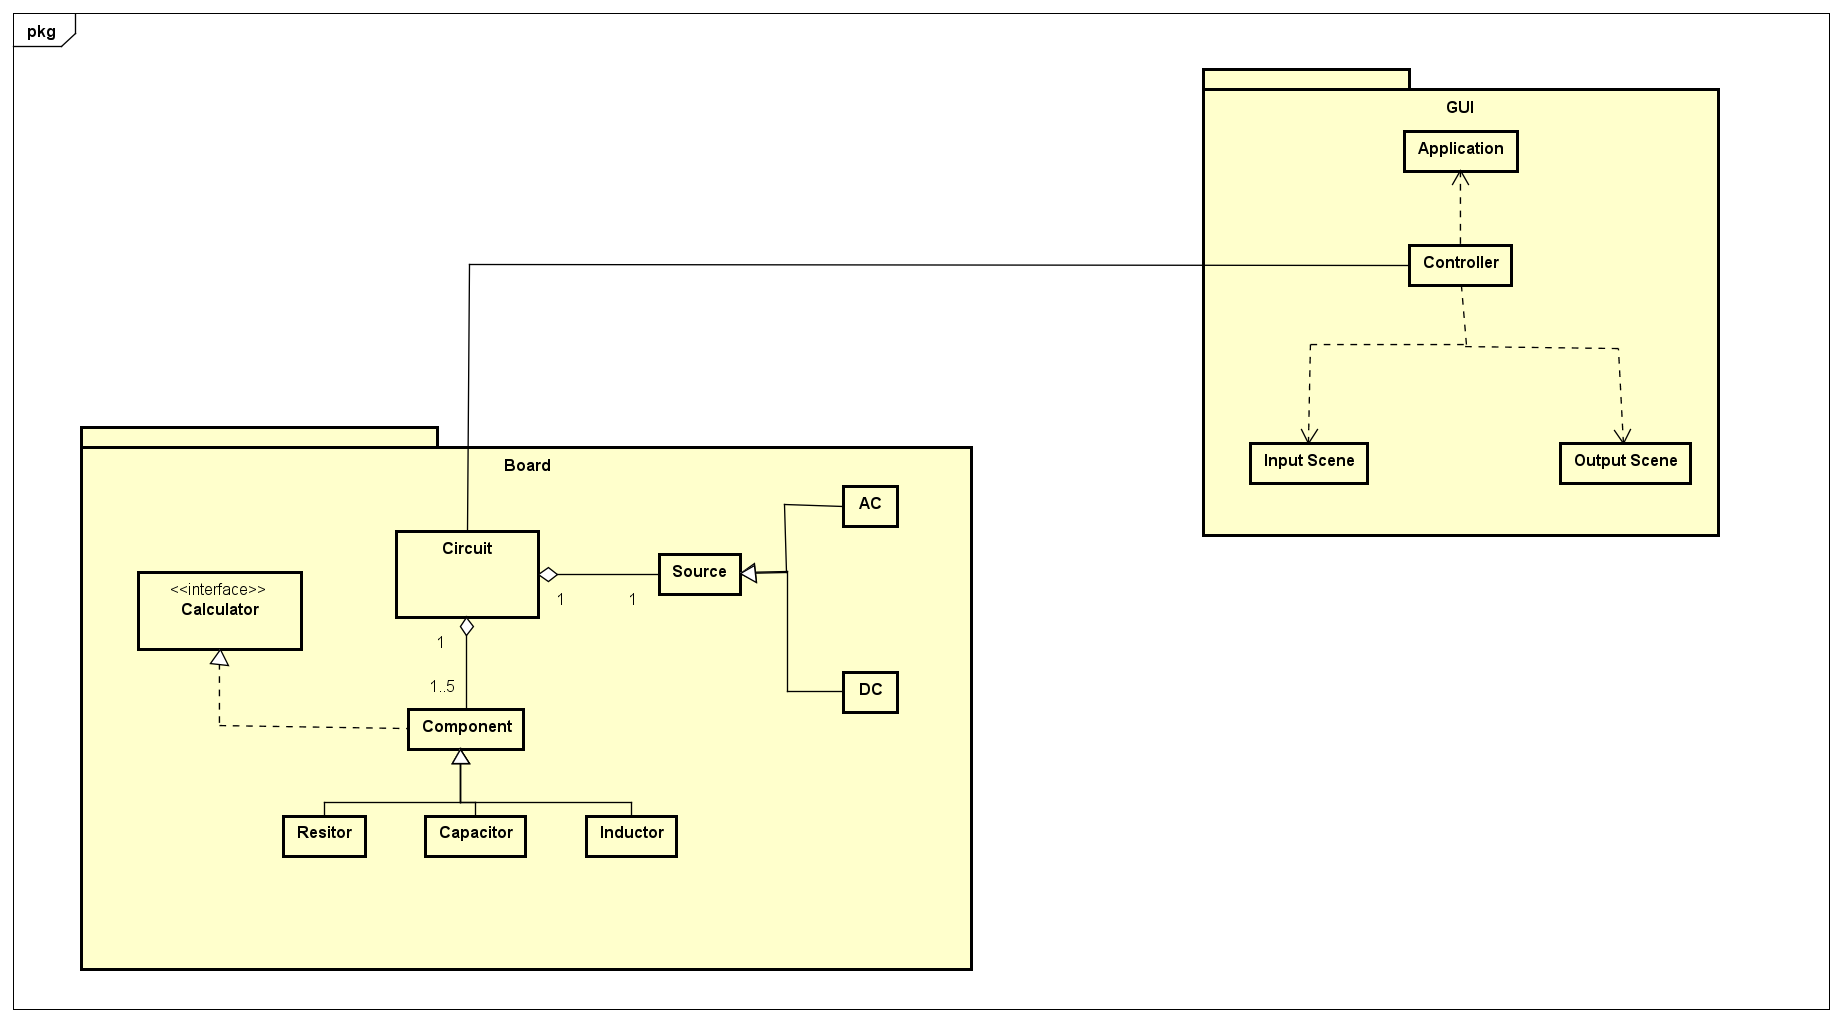 pkg
GUI
Application
Controller
Input Scene
Output Scene
Board
AC
Circuit
Source
<<interface>>
Calculator
1
1
1
1..5
DC
Component
Resitor
Capacitor
Inductor